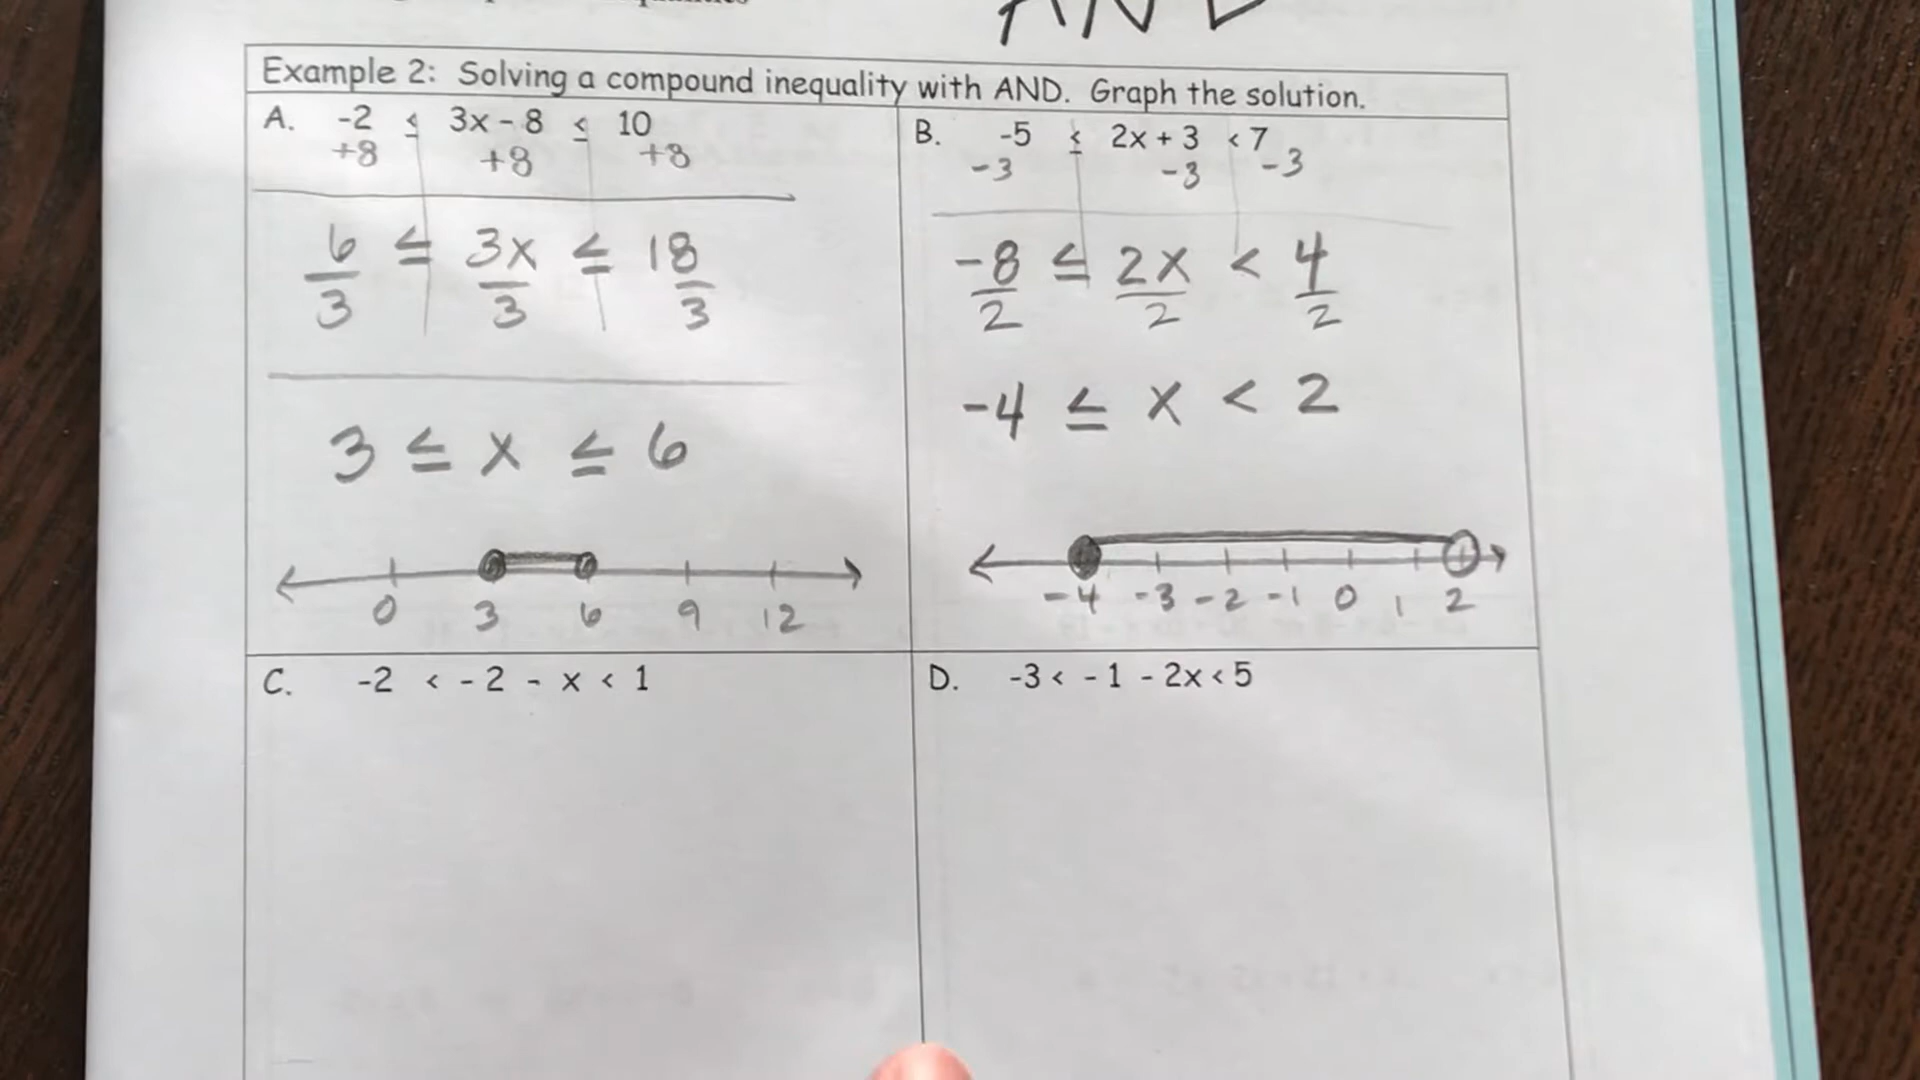 AND
Example 2: Solving a compound inequality with AND. Graph the solution.
A. -2 ≤ 3x - 8 ≤ 10
+8 +8 +8
6/3 ≤ 3x/3 ≤ 18/3
3 ≤ x ≤ 6
0 3 6 9 12
B. -5 ≤ 2x + 3 < 7
-3 -3 -3
-8/2 ≤ 2x/2 < 4/2
-4 ≤ x < 2
-4 -3 -2 -1 0 1 2
C. -2 < -2 - x < 1
D. -3 < -1 - 2x < 5